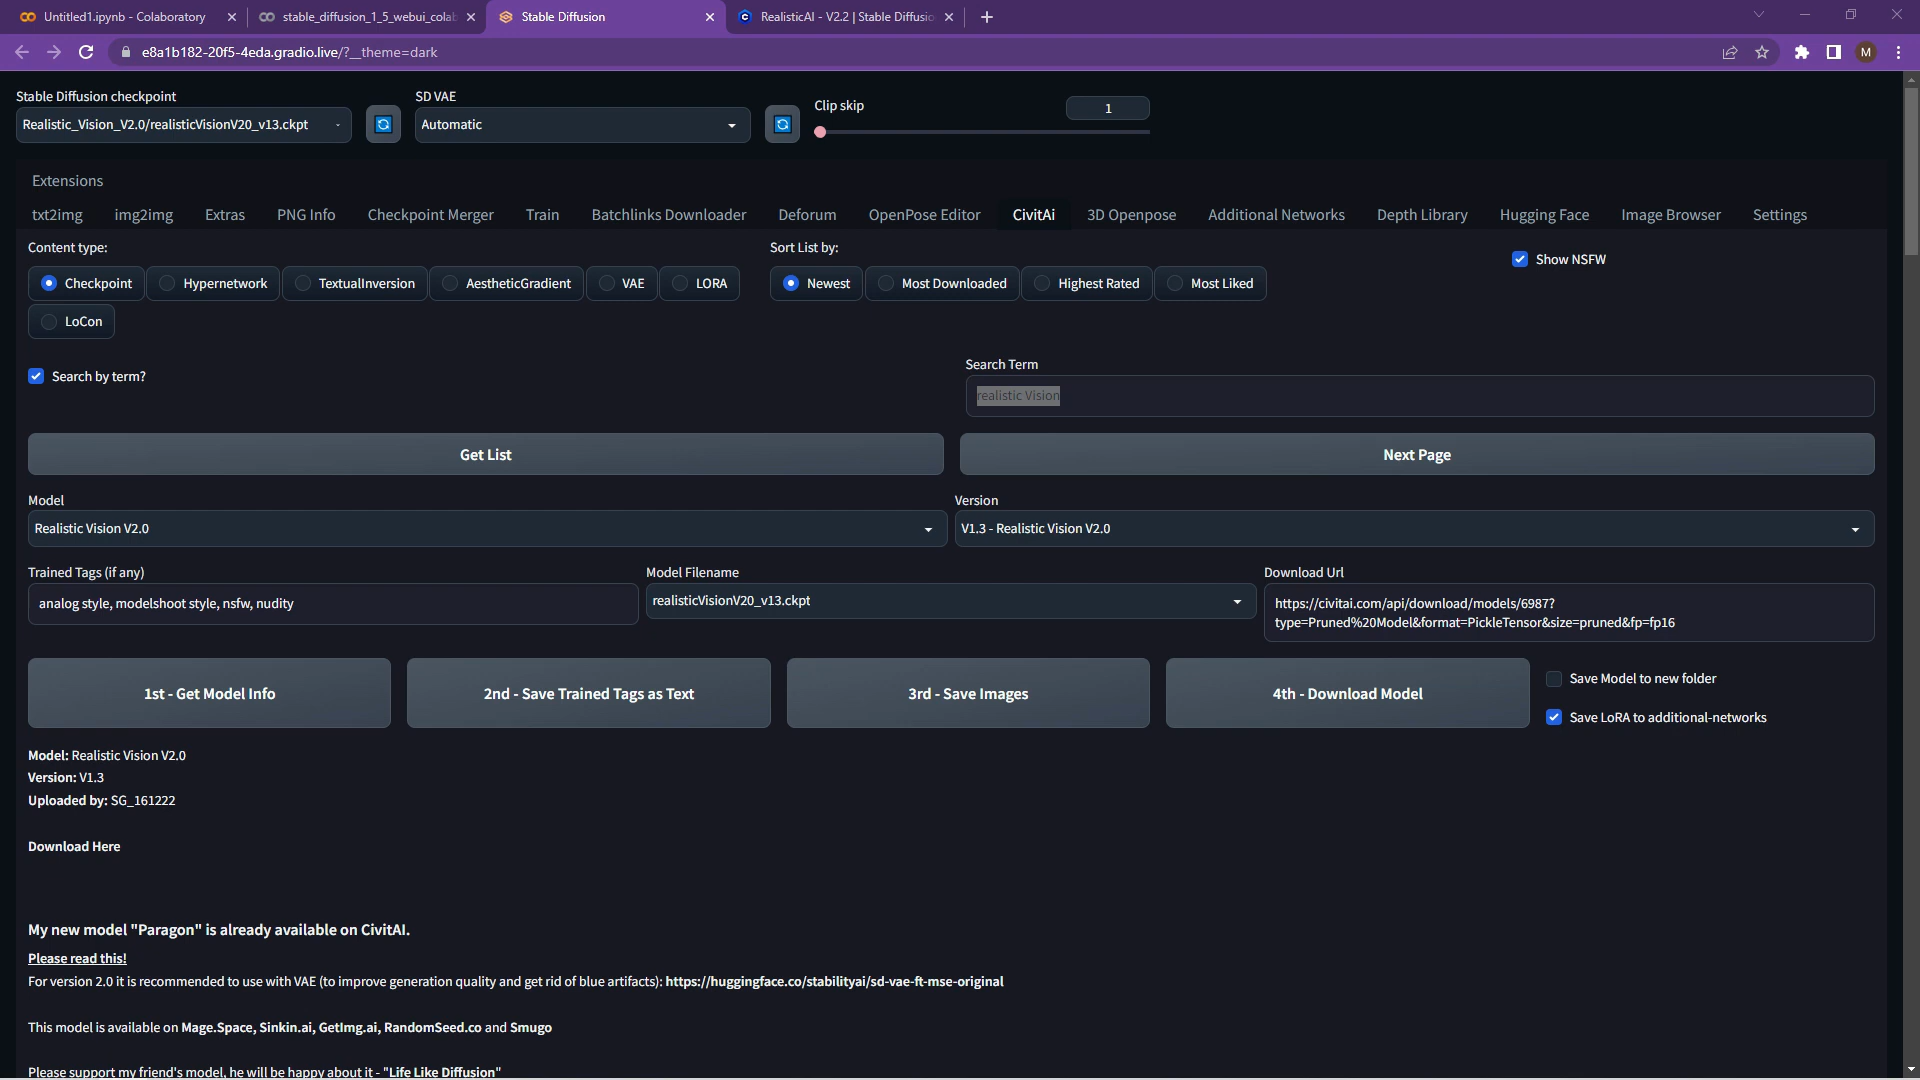 Untitled1.ipynb - Colaboratory
stable_diffusion_1_5_webui_colab
Stable Diffusion
RealisticAI - V2.2 | Stable Diffusio
e8a1b182-20f5-4eda.gradio.live/?__theme=dark
M
Stable Diffusion checkpoint
SD VAE
Clip skip
1
Realistic_Vision_V2.0/realisticVisionV20_v13.ckpt
Automatic
Extensions
txt2img
img2img
Extras
PNG Info
Checkpoint Merger
Train
Batchlinks Downloader
Deforum
OpenPose Editor
CivitAi
3D Openpose
Additional Networks
Depth Library
Hugging Face
Image Browser
Settings
Content type:
Sort List by:
Show NSFW
Checkpoint
Hypernetwork
TextualInversion
AestheticGradient
VAE
LORA
Newest
Most Downloaded
Highest Rated
Most Liked
LoCon
Search by term?
Search Term
realistic Vision
Get List
Next Page
Model
Version
Realistic Vision V2.0
V1.3 - Realistic Vision V2.0
Trained Tags (if any)
Model Filename
Download Url
analog style, modelshoot style, nsfw, nudity
realisticVisionV20_v13.ckpt
https://civitai.com/api/download/models/6987?
type=Pruned%20Model&format=PickleTensor&size=pruned&fp=fp16
1st - Get Model Info
2nd - Save Trained Tags as Text
3rd - Save Images
4th - Download Model
Save Model to new folder
Save LoRA to additional-networks
Model: Realistic Vision V2.0
Version: V1.3
Uploaded by: SG_161222
Download Here
My new model "Paragon" is already available on CivitAI.
Please read this!
For version 2.0 it is recommended to use with VAE (to improve generation quality and get rid of blue artifacts): https://huggingface.co/stabilityai/sd-vae-ft-mse-original
This model is available on Mage.Space, Sinkin.ai, GetImg.ai, RandomSeed.co and Smugo
Please support my friend's model, he will be happy about it - "Life Like Diffusion"